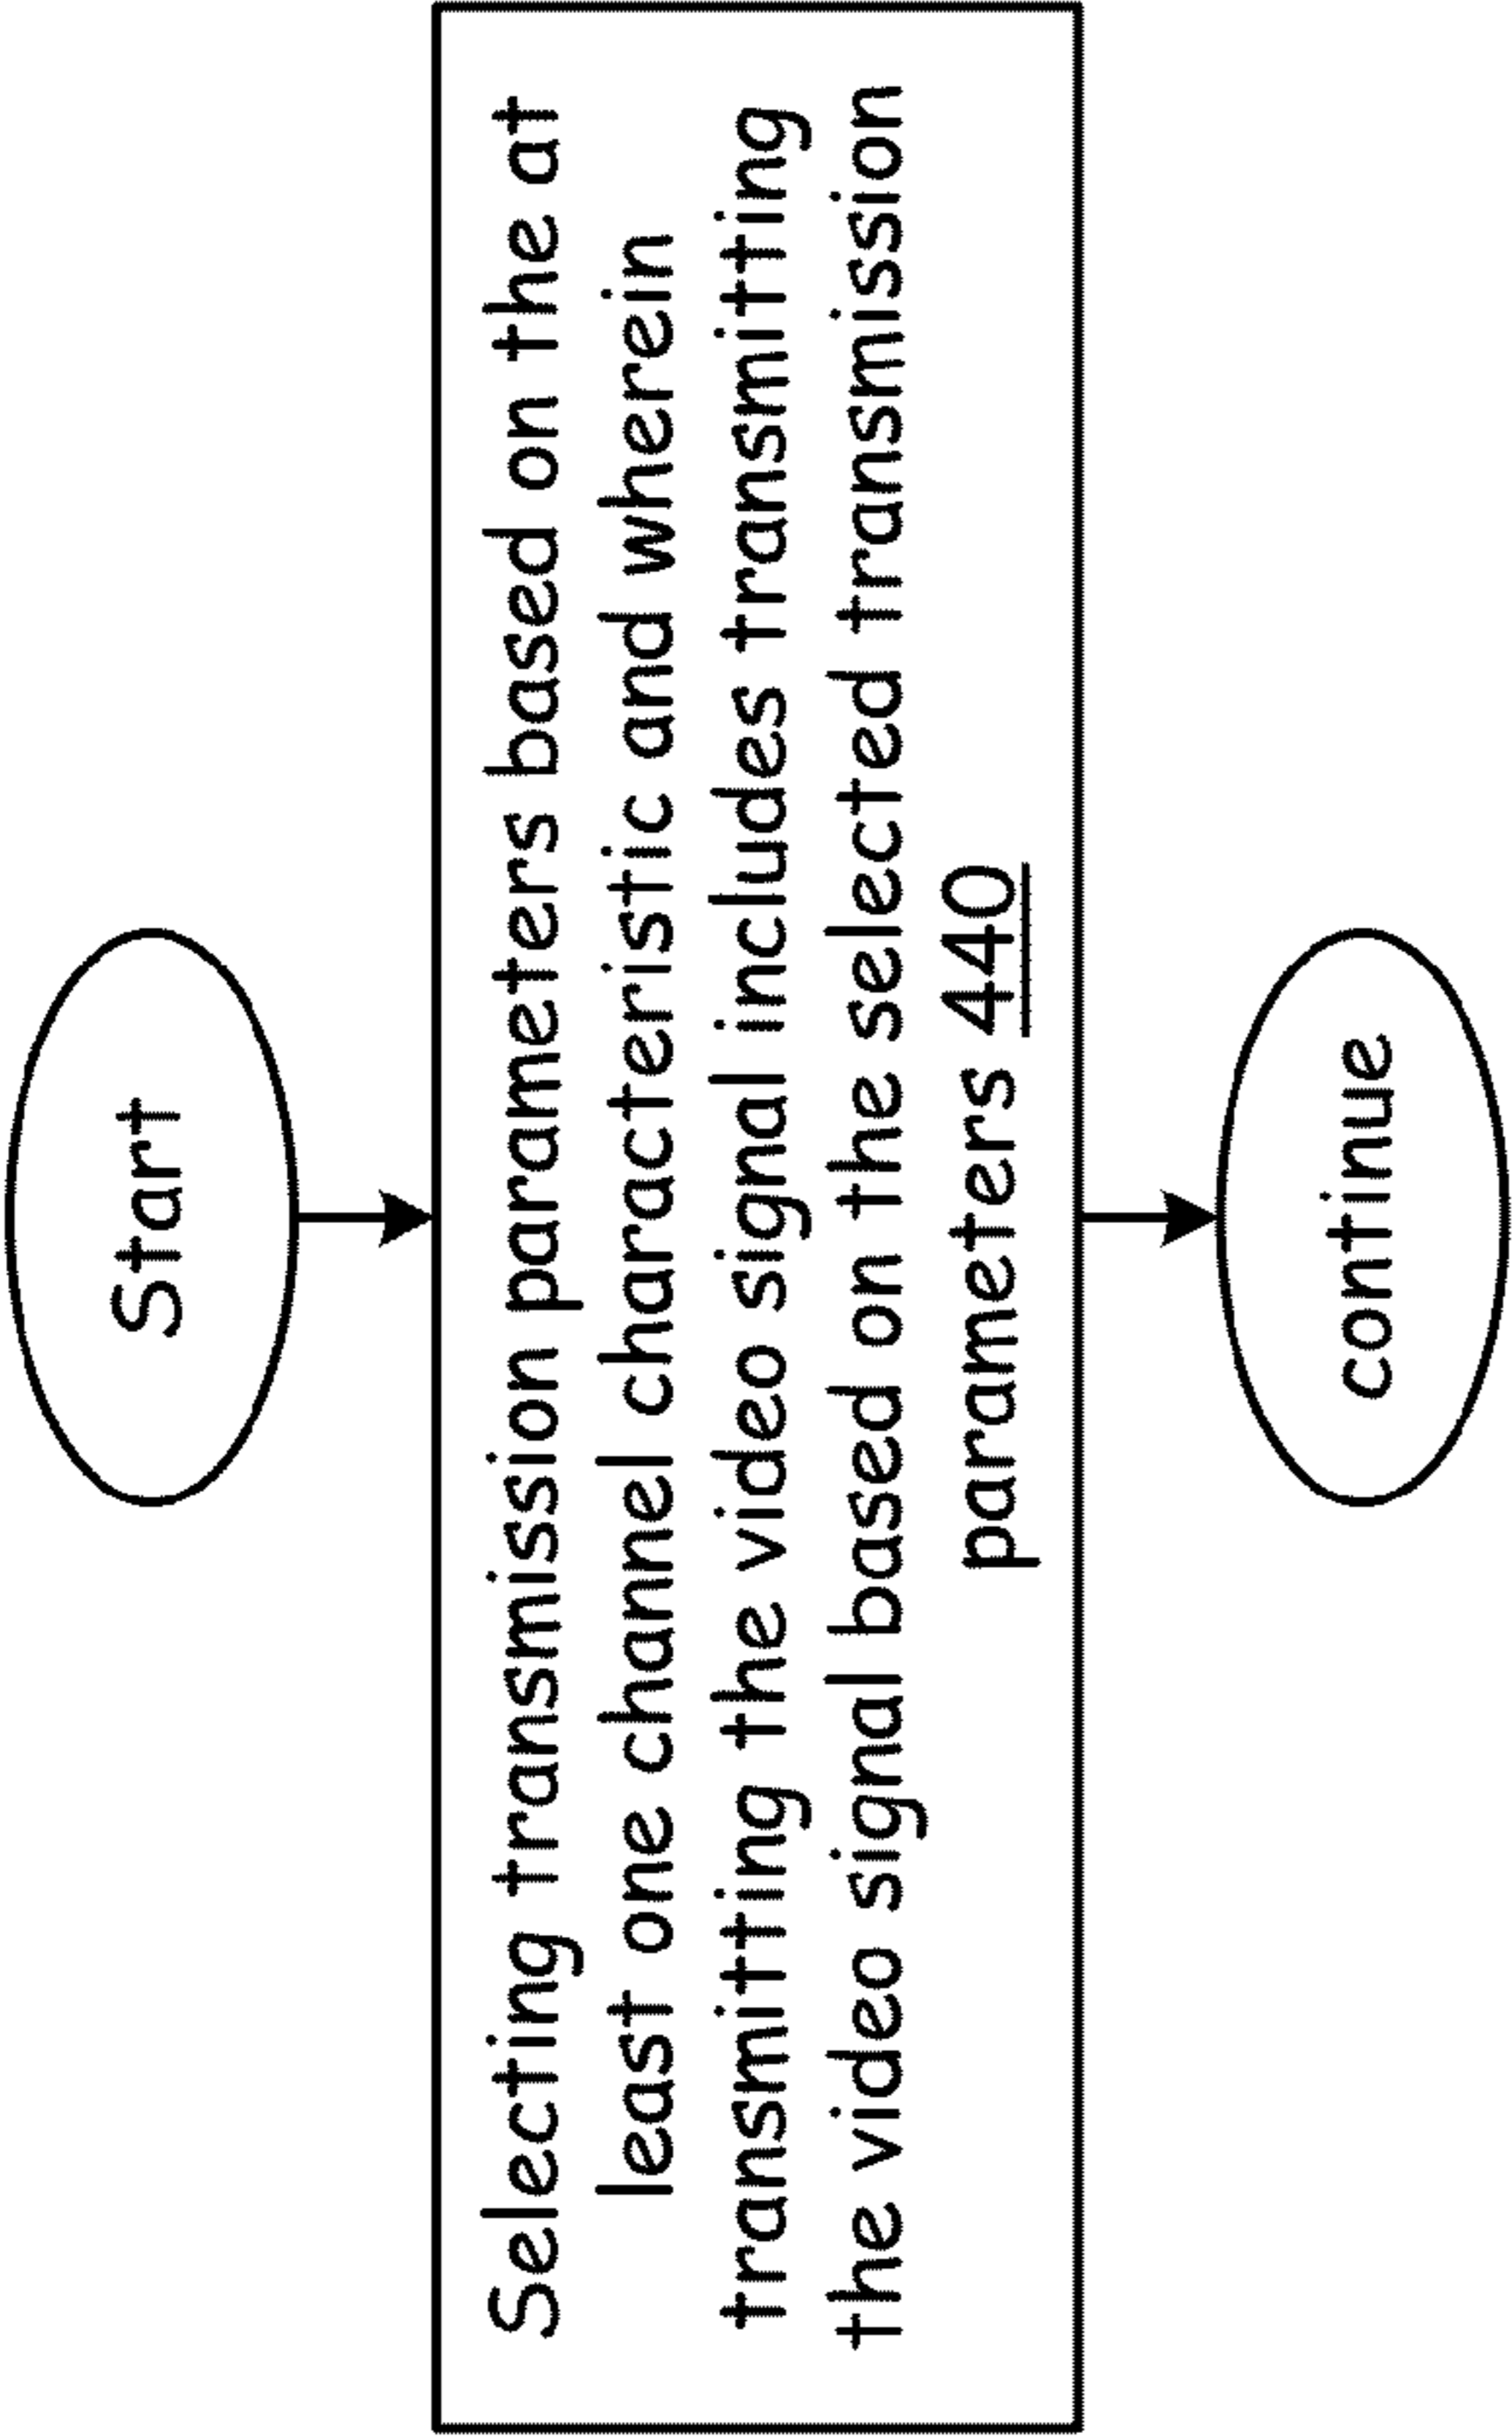 Start
Selecting transmission parameters based on the at
least one channel characteristic and wherein
transmitting the video signal includes transmitting
the video signal based on the selected transmission
parameters 440
continue